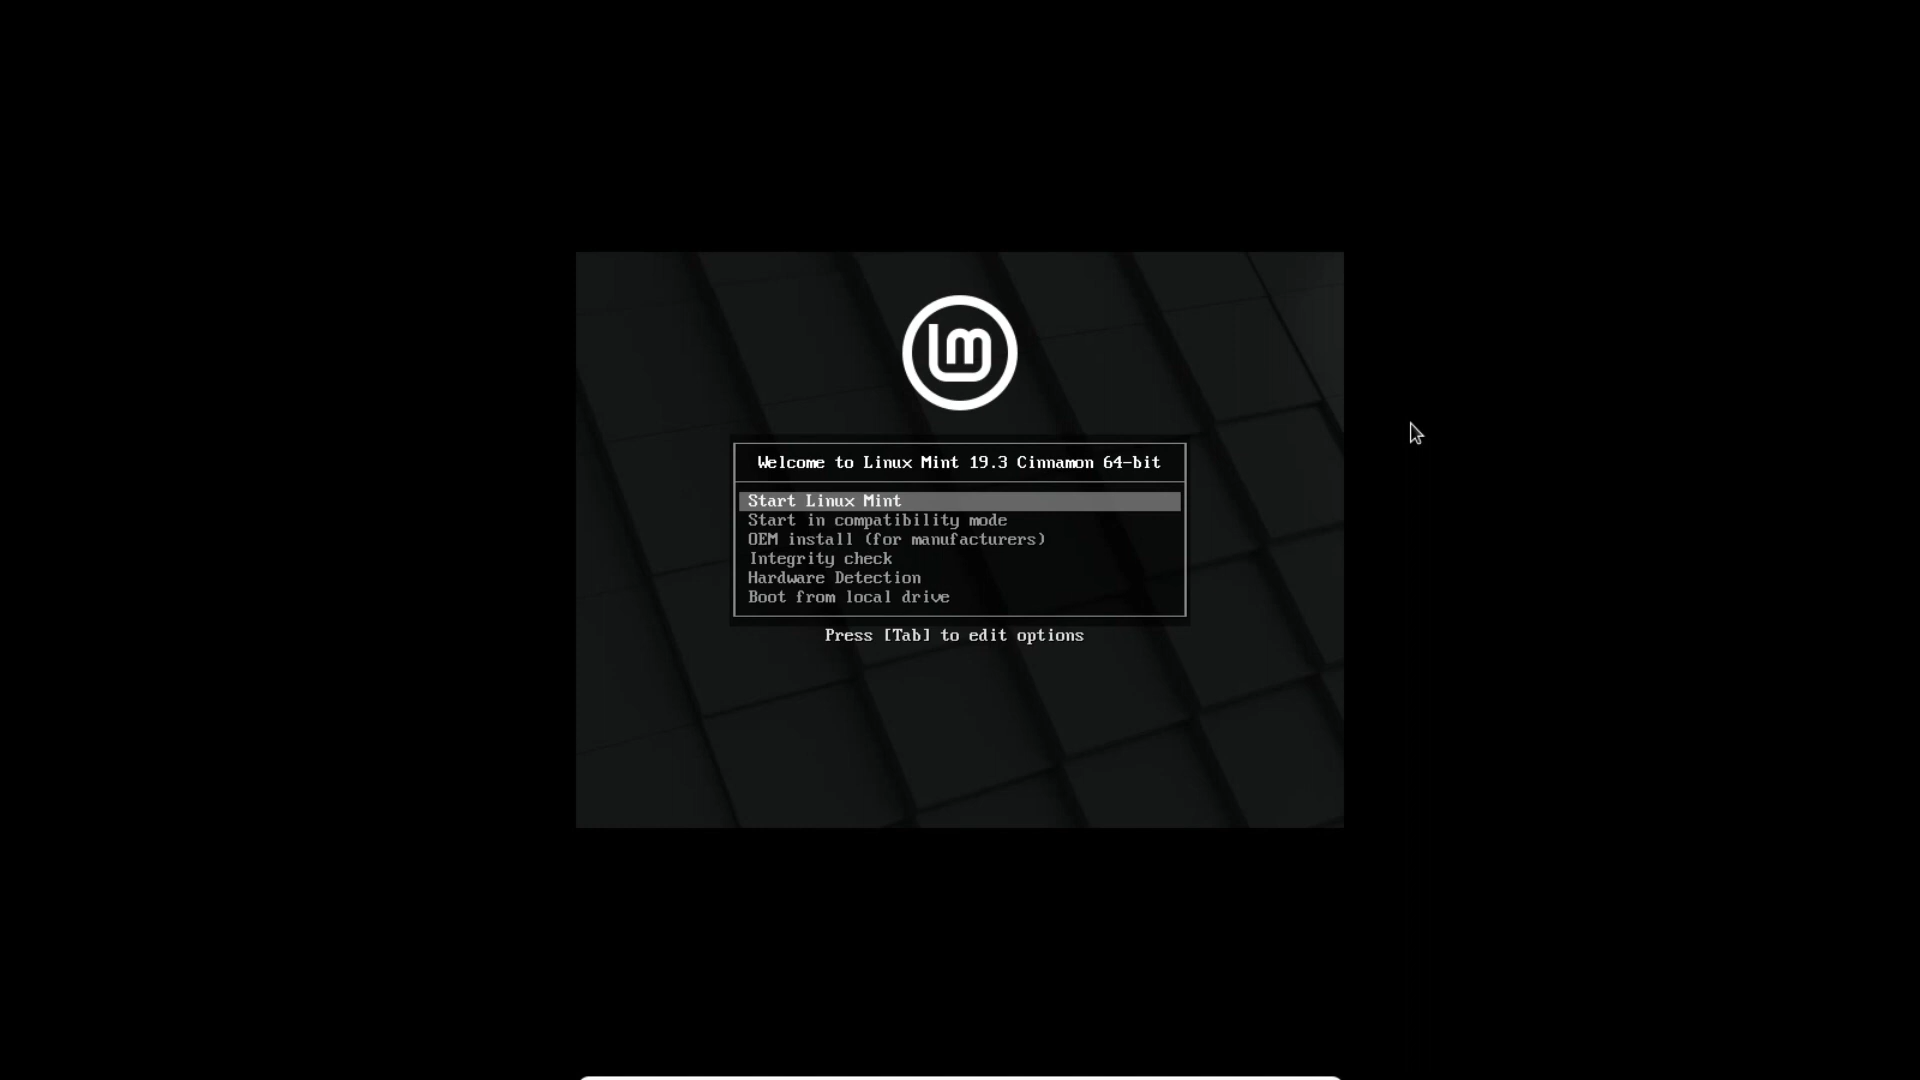 lm
Welcome to Linux Mint 19.3 Cinnamon 64-bit
Start Linux Mint
Start in compatibility mode
OEM install (for manufacturers)
Integrity check
Hardware Detection
Boot from local drive
Press [Tab] to edit options